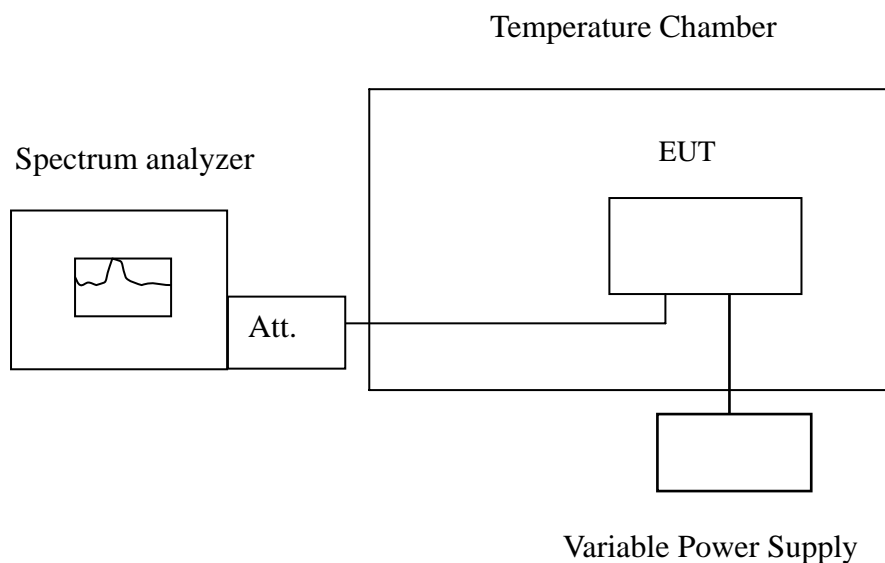 Temperature Chamber
Spectrum analyzer
EUT
Att.
Variable Power Supply